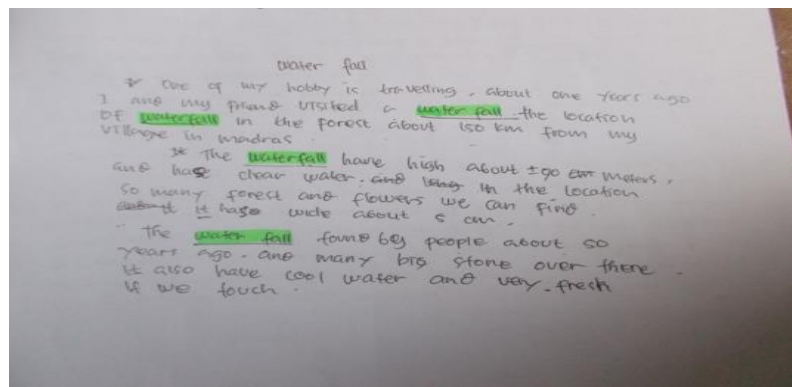 water fall
One of my hobby is travelling. about one years ago
I and my friend visited a water fall. the location
OF waterfall in the forest about 150 km from my
village in madras.
The waterfall have high about ±90 meters.
and has clear water. in the location
so many forest and flowers we can find.
it has wide about 5 cm.
The water fall found by people about 50
years ago. and many big stone over there.
it also have cool water and very. fresh
if we touch.